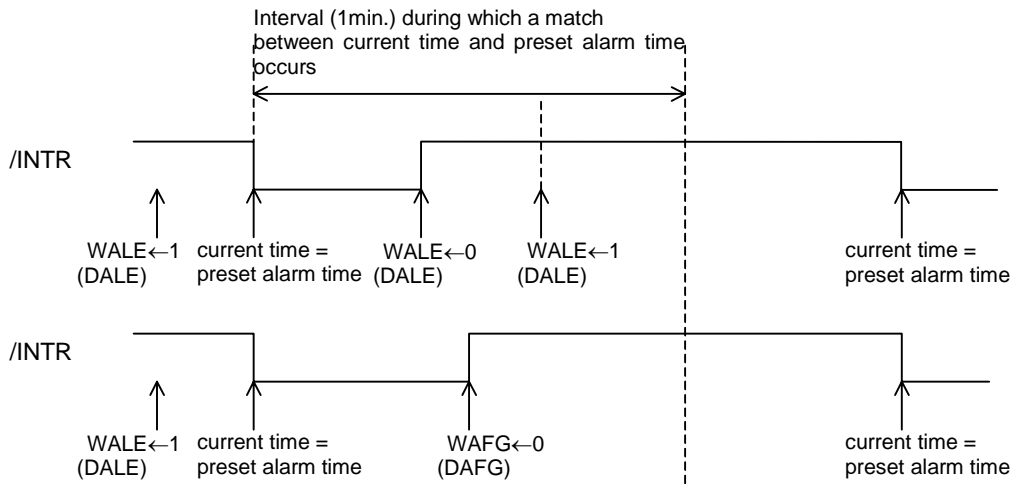 Interval (1min.) during which a match
between current time and preset alarm time
occurs
/INTR
WALE←1 current time = WALE←0 WALE←1 current time =
(DALE) preset alarm time (DALE) (DALE) preset alarm time
/INTR
WALE←1 current time = WAFG←0 current time =
(DALE) preset alarm time (DAFG) preset alarm time